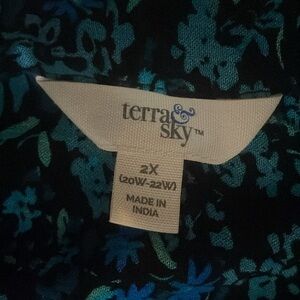 terra &
sky™
2X
(20W-22W)
MADE IN
INDIA